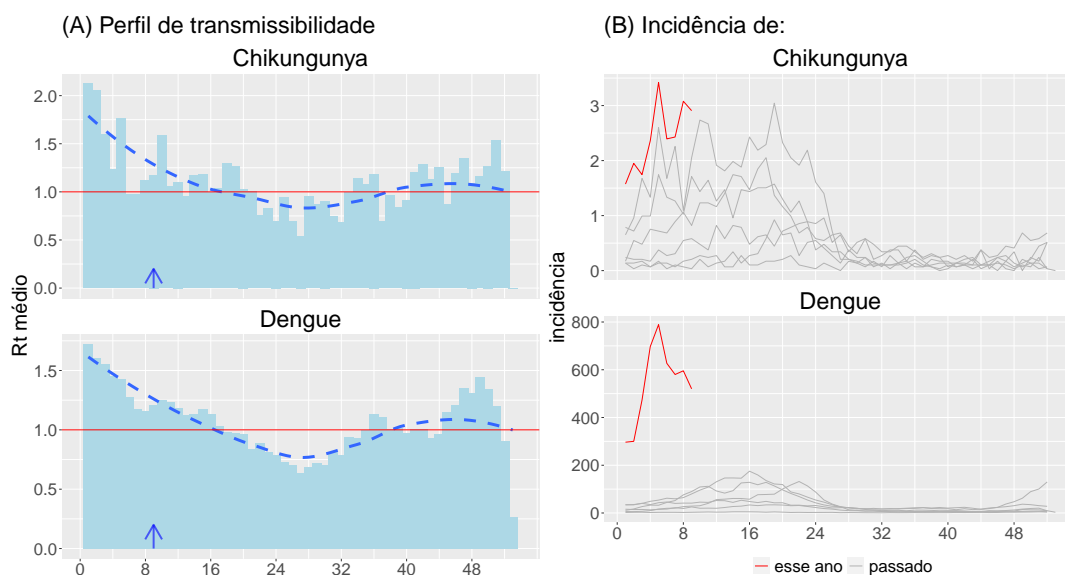 (A) Perfil de transmissibilidade
Chikungunya
2.0
1.5
1.0
0.5
0.0
Dengue
1.5
1.0
0.5
0.0
0 8 16 24 32 40 48
Rt médio
(B) Incidência de:
Chikungunya
3
2
1
0
Dengue
800
600
400
200
0
0 8 16 24 32 40 48
incidência
esse ano passado